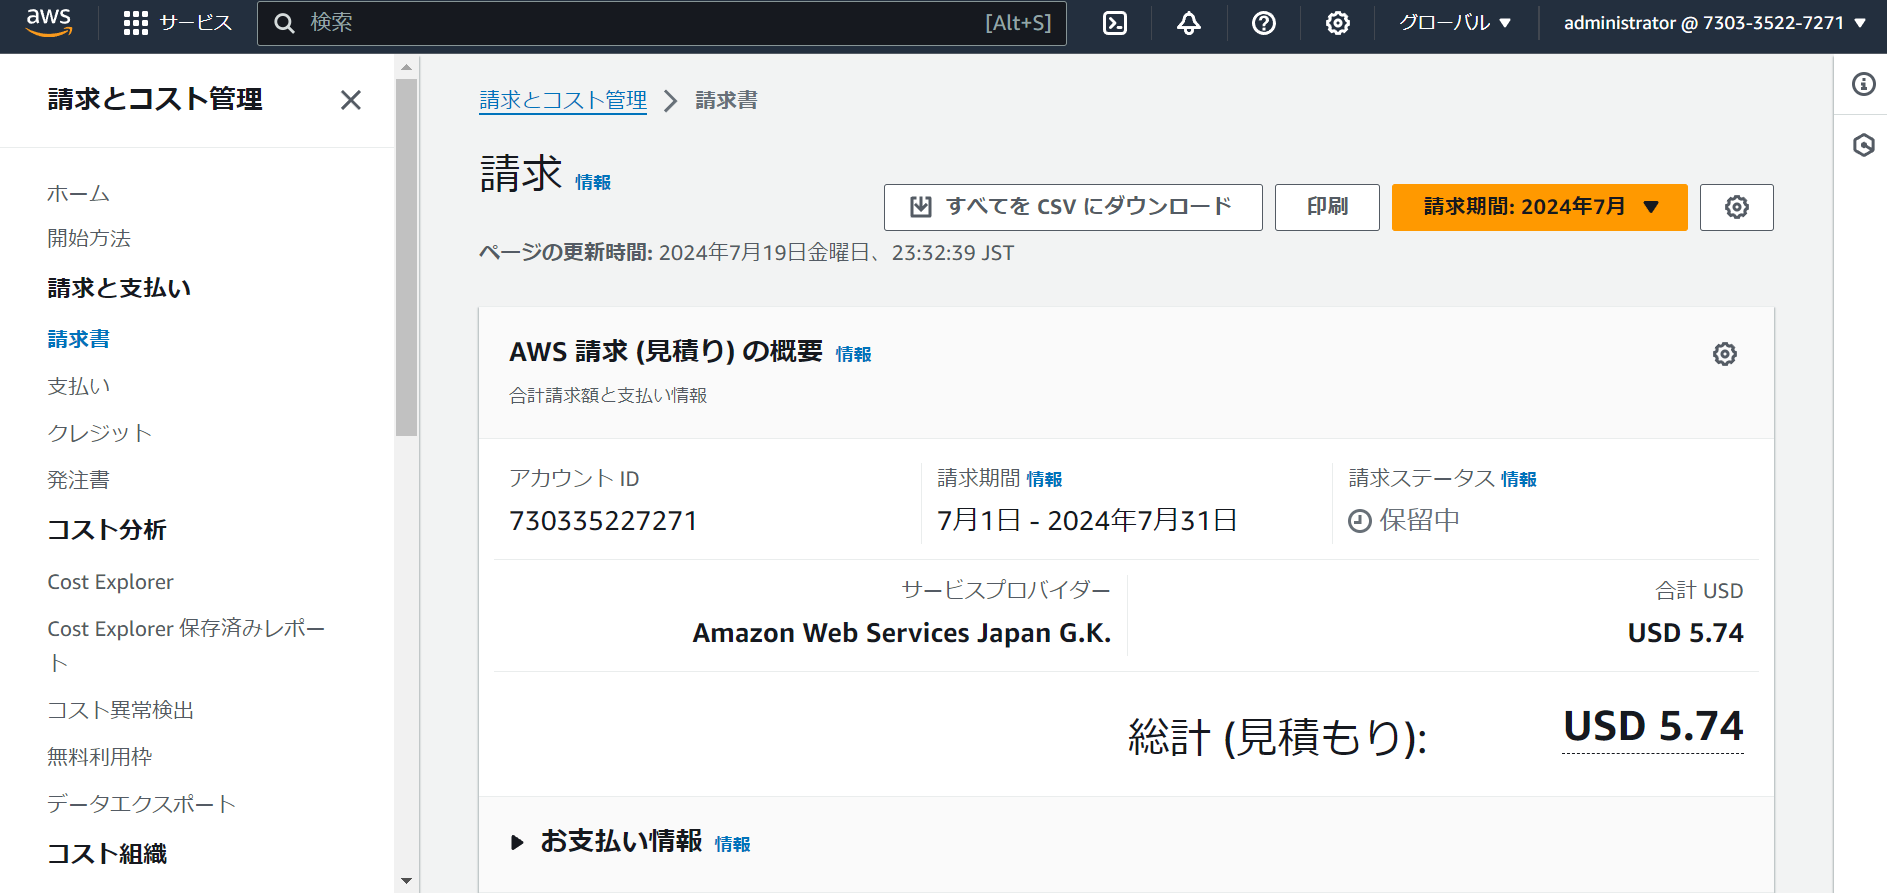 aws
サービス
検索
[Alt+S]
グローバル
administrator @ 7303-3522-7271
請求とコスト管理
ホーム
開始方法
請求と支払い
請求書
支払い
クレジット
発注書
コスト分析
Cost Explorer
Cost Explorer 保存済みレポー
ト
コスト異常検出
無料利用枠
データエクスポート
コスト組織
請求とコスト管理
請求書
請求 情報
すべてを CSV にダウンロード
印刷
請求期間: 2024年7月
ページの更新時間: 2024年7月19日金曜日、23:32:39 JST
AWS 請求 (見積り) の概要 情報
合計請求額と支払い情報
アカウント ID
730335227271
請求期間 情報
7月1日 - 2024年7月31日
請求ステータス 情報
保留中
サービスプロバイダー
Amazon Web Services Japan G.K.
合計 USD
USD 5.74
総計 (見積もり):
USD 5.74
お支払い情報 情報